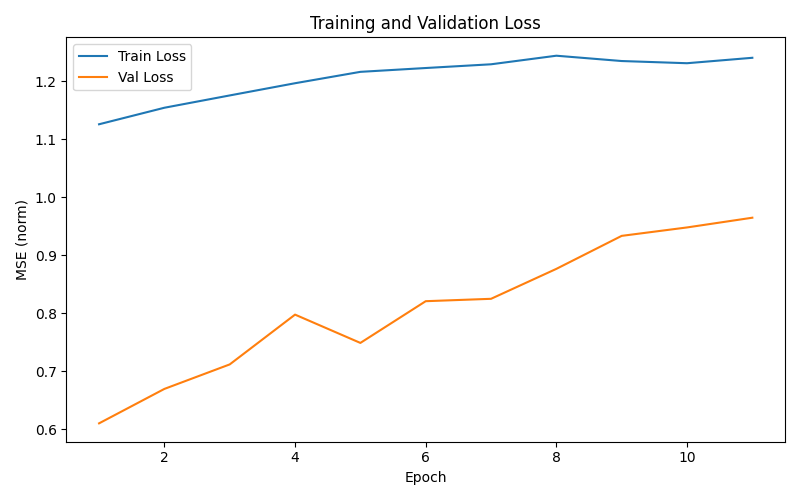 Training and Validation Loss
Train Loss
Val Loss
1.2
1.1
1.0
0.9
0.8
0.7
0.6
MSE (norm)
2 4 6 8 10
Epoch